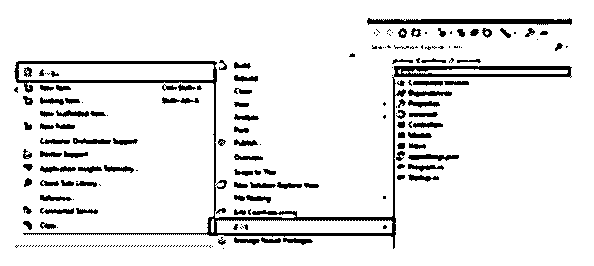 Build
Rebuild
Clean
View
Analyze
Pack
Publish...
Overview
Scope to This
New Solution Explorer View
File Nesting
Edit
Manage NuGet Packages...
New Item...
Ctrl+Shift+A
Existing Item...
Shift+Alt+A
New Scaffolded Item...
New Folder
Container Orchestrator Support
Docker Support
Application Insights Telemetry...
Client-Side Library...
Reference...
Connected Service
Class...
Search Solution Explorer
Connected Services
Dependencies
Properties
wwwroot
Controllers
Models
Views
appsettings.json
Program.cs
Startup.cs